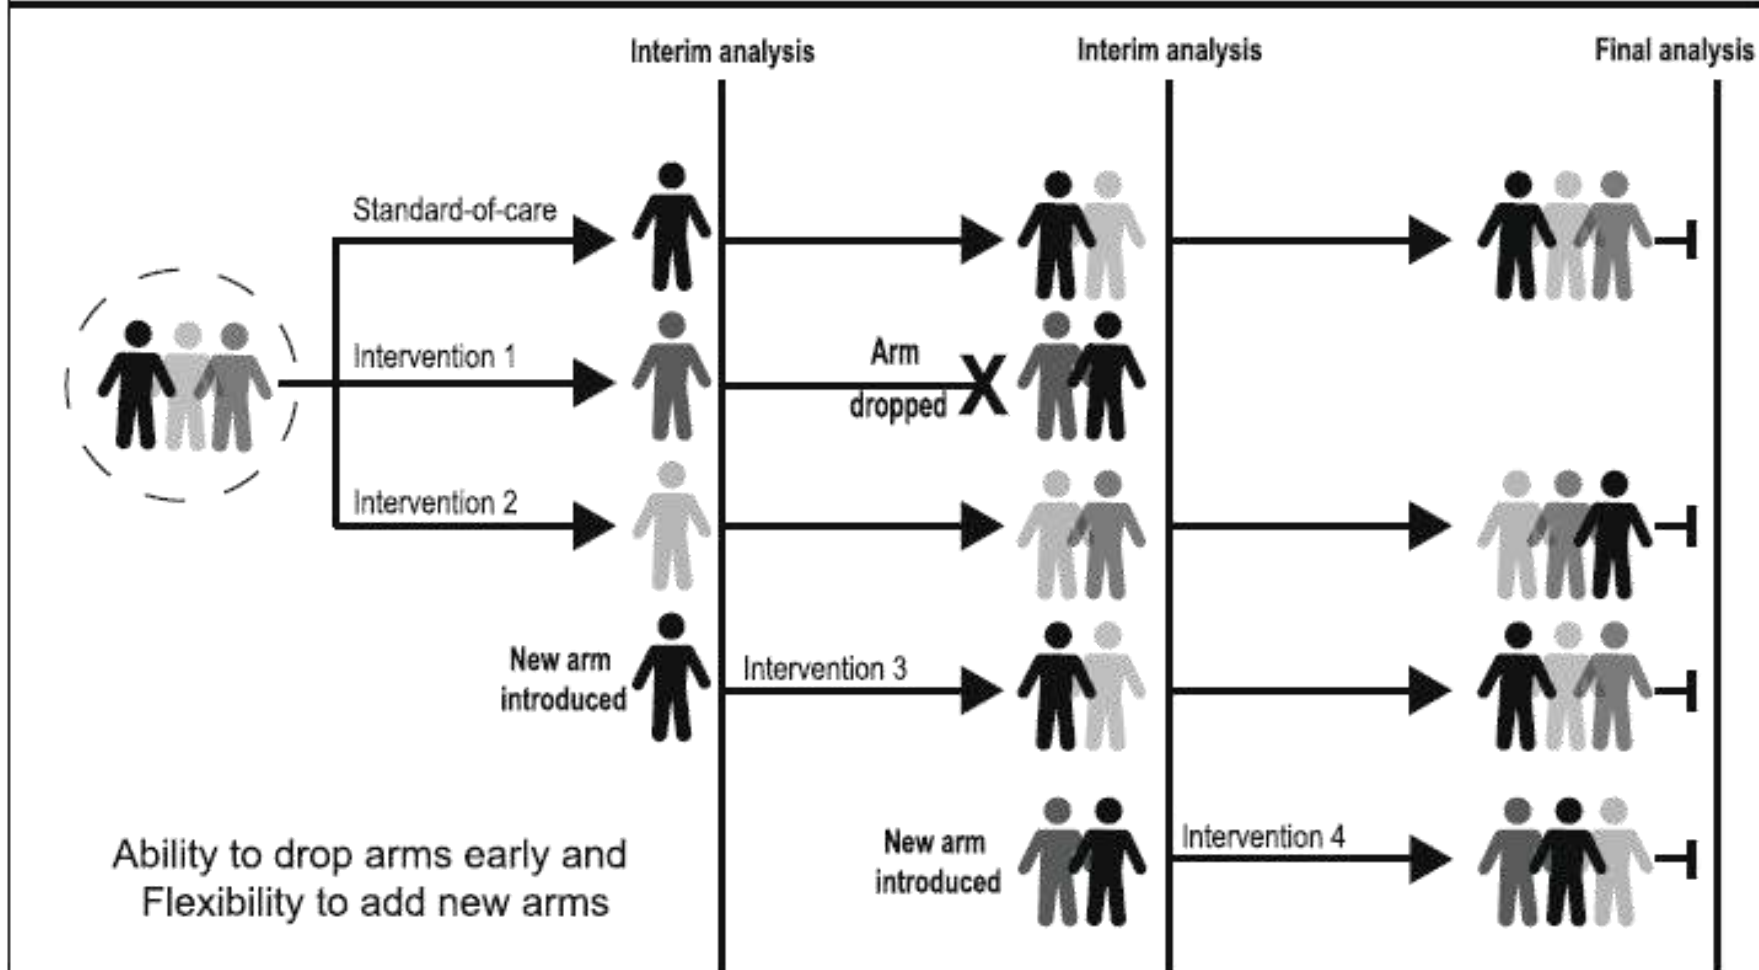 Interim analysis
Interim analysis
Final analysis
Standard-of-care
Intervention 1
Arm
dropped
X
Intervention 2
New arm
introduced
Intervention 3
New arm
introduced
Intervention 4
Ability to drop arms early and
Flexibility to add new arms